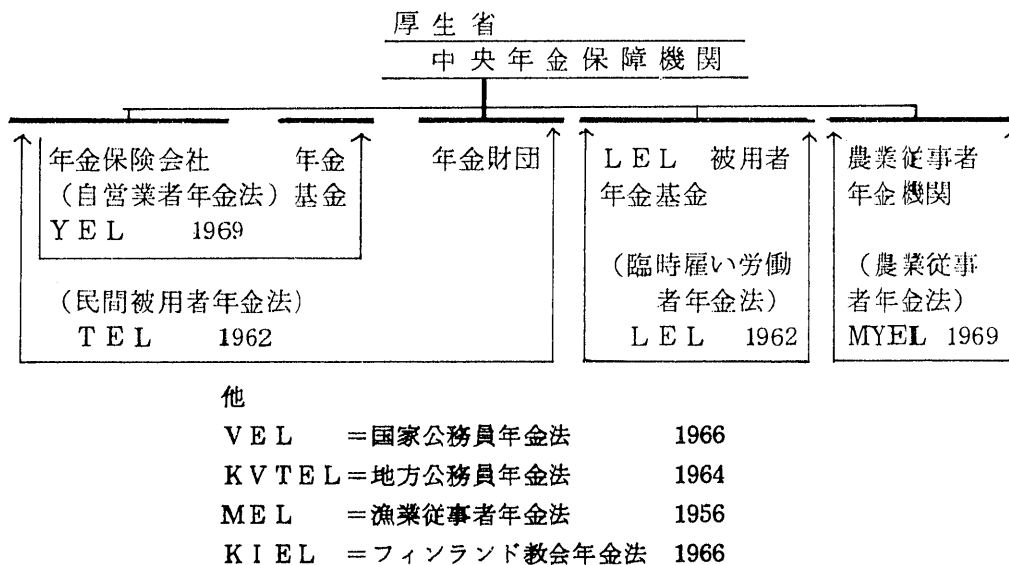 厚生省
中央年金保障機関
年金保険会社 年金
(自営業者年金法) 基金
YEL 1969
年金財団
(民間被用者年金法)
TEL 1962
LEL 被用者
年金基金
(臨時雇い労働
者年金法)
LEL 1962
農業従事者
年金機関
(農業従事
者年金法)
MYEL 1969
他
VEL =国家公務員年金法 1966
KVTEL=地方公務員年金法 1964
MEL =漁業従事者年金法 1956
KIEL =フィンランド教会年金法 1966